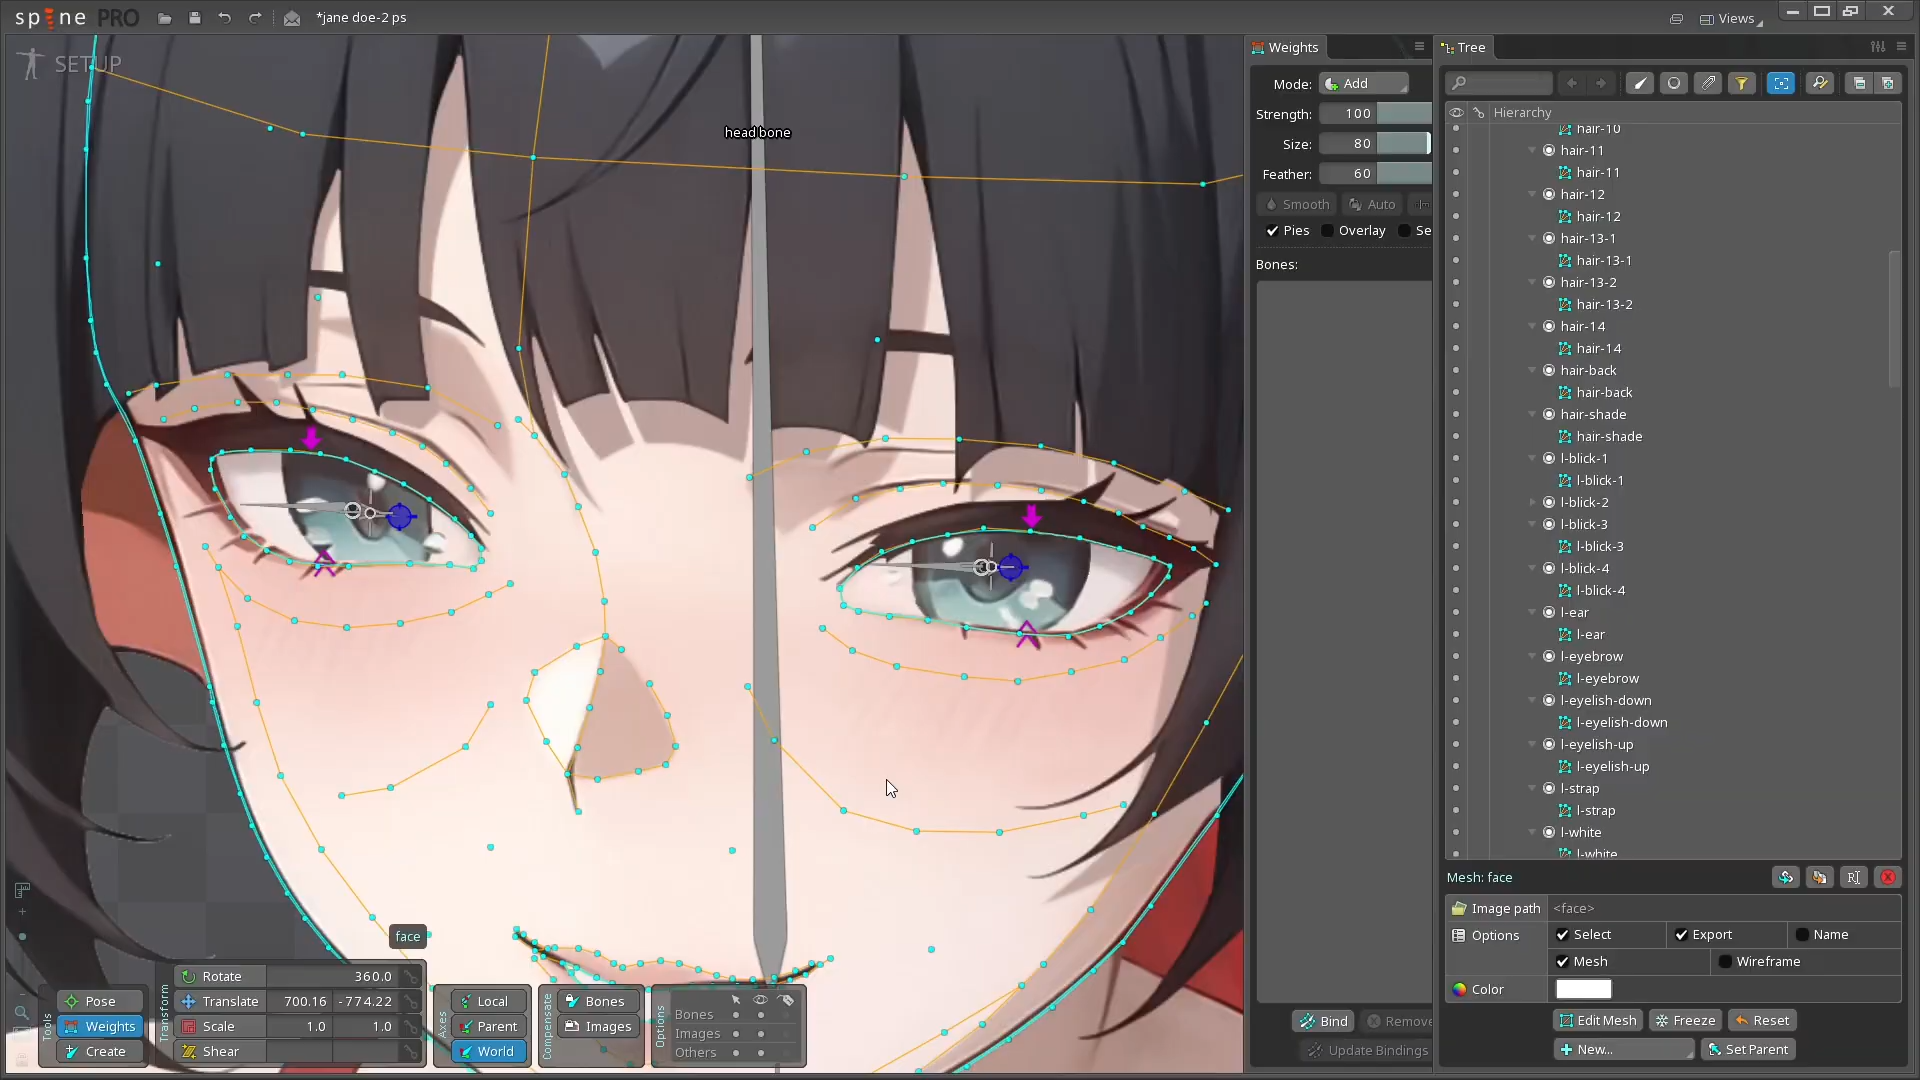 spine PRO
*jane doe-2 ps
Views
SETUP
head bone
face
Weights
Mode: Add
Strength: 100
Size: 80
Feather: 60
Smooth Auto
Pies Overlay Se
Bones:
Bind Remove
Update Bindings
Tree
Hierarchy
hair-10
hair-11
hair-11
hair-12
hair-12
hair-13-1
hair-13-1
hair-13-2
hair-13-2
hair-14
hair-14
hair-back
hair-back
hair-shade
hair-shade
l-blick-1
l-blick-1
l-blick-2
l-blick-3
l-blick-3
l-blick-4
l-blick-4
l-ear
l-ear
l-eyebrow
l-eyebrow
l-eyelish-down
l-eyelish-down
l-eyelish-up
l-eyelish-up
l-strap
l-strap
l-white
l-white
Mesh: face
Image path <face>
Options Select Export Name
Mesh Wireframe
Color
Edit Mesh Freeze Reset
New... Set Parent
Tools
Pose
Weights
Create
Transform
Rotate 360.0
Translate 700.16 -774.22
Scale 1.0 1.0
Shear
Axes
Local
Parent
World
Compensate
Bones
Images
Options
Bones
Images
Others